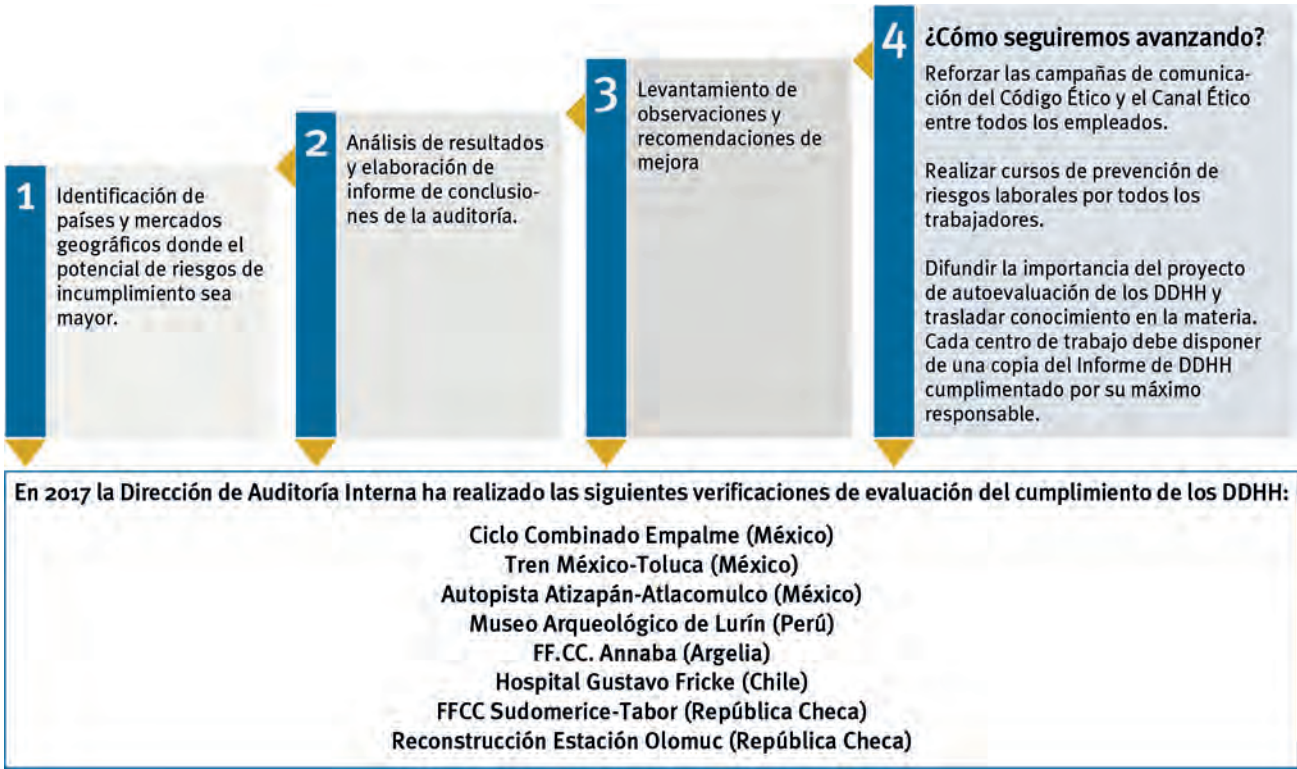 1
Identificación de
países y mercados
geográficos donde el
potencial de riesgos de
incumplimiento sea
mayor.
2
Análisis de resultados
y elaboración de
informe de conclusio-
nes de la auditoría.
3
Levantamiento de
observaciones y
recomendaciones de
mejora
4
¿Cómo seguiremos avanzando?
Reforzar las campañas de comunica-
ción del Código Ético y el Canal Ético
entre todos los empleados.
Realizar cursos de prevención de
riesgos laborales por todos los
trabajadores.
Difundir la importancia del proyecto
de autoevaluación de los DDHH y
trasladar conocimiento en la materia.
Cada centro de trabajo debe disponer
de una copia del Informe de DDHH
cumplimentado por su máximo
responsable.
En 2017 la Dirección de Auditoría Interna ha realizado las siguientes verificaciones de evaluación del cumplimiento de los DDHH:
Ciclo Combinado Empalme (México)
Tren México-Toluca (México)
Autopista Atizapán-Atlacomulco (México)
Museo Arqueológico de Lurín (Perú)
FF.CC. Annaba (Argelia)
Hospital Gustavo Fricke (Chile)
FFCC Sudomerice-Tabor (República Checa)
Reconstrucción Estación Olomuc (República Checa)